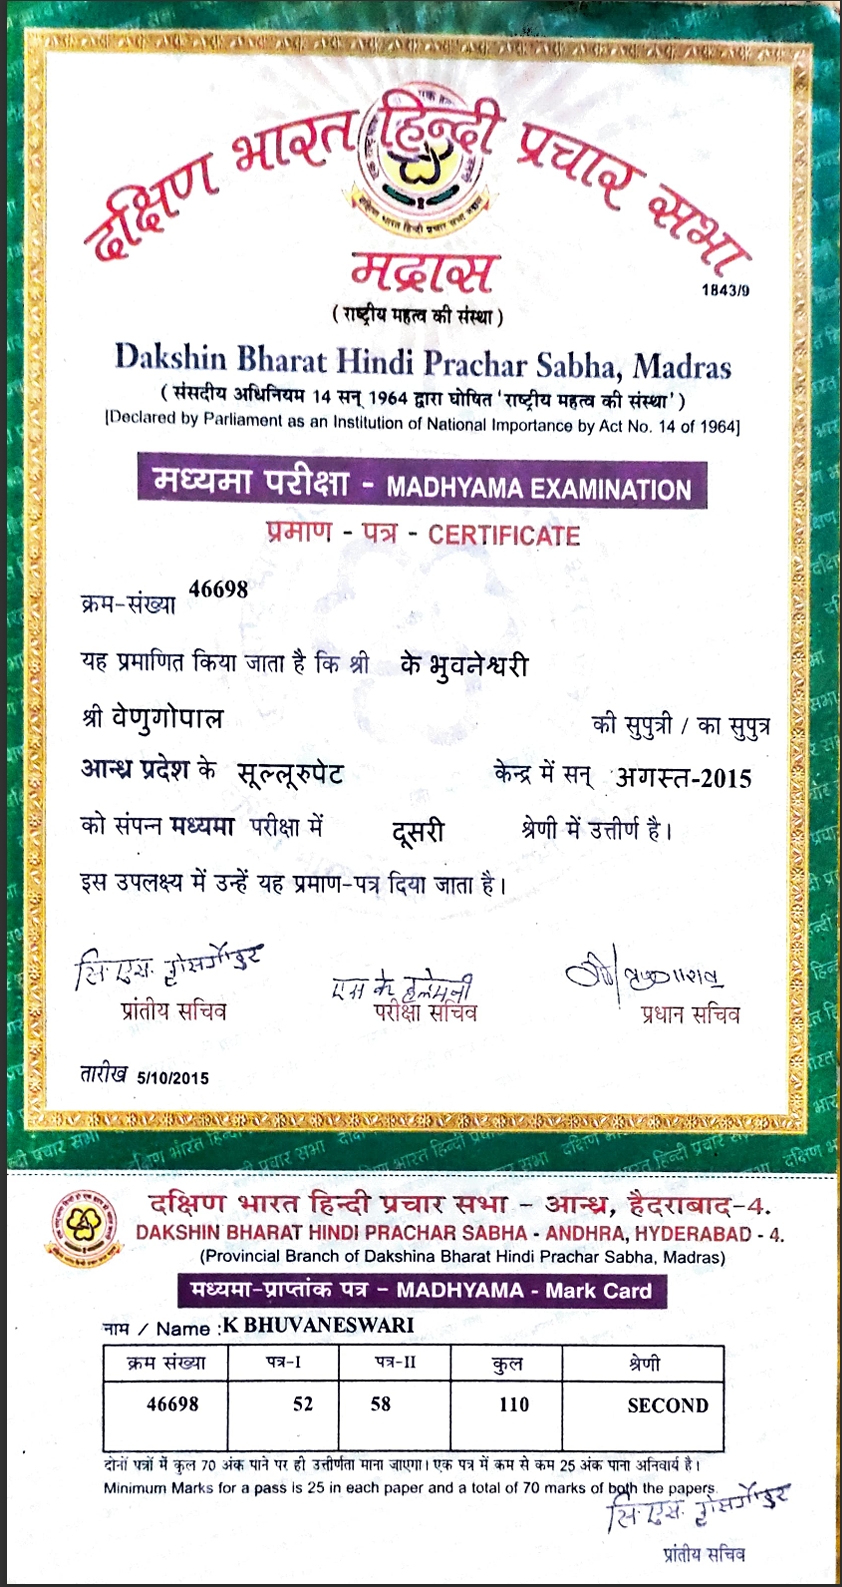 दक्षिण भारत हिन्दी प्रचार सभा
मद्रास
1843/9
( राष्ट्रीय महत्व की संस्था )
Dakshin Bharat Hindi Prachar Sabha, Madras
( संसदीय अधिनियम 14 सन् 1964 द्वारा घोषित 'राष्ट्रीय महत्व की संस्था' )
[Declared by Parliament as an Institution of National Importance by Act No. 14 of 1964]
मध्यमा परीक्षा - MADHYAMA EXAMINATION
प्रमाण - पत्र - CERTIFICATE
क्रम-संख्या 46698
यह प्रमाणित किया जाता है कि श्री के भुवनेश्वरी
श्री वेणुगोपाल की सुपुत्री / का सुपुत्र
आन्ध्र प्रदेश के सूल्लूरुपेट केन्द्र में सन् अगस्त-2015
को संपन्न मध्यमा परीक्षा में दूसरी श्रेणी में उत्तीर्ण है।
इस उपलक्ष्य में उन्हें यह प्रमाण-पत्र दिया जाता है।
प्रांतीय सचिव परीक्षा सचिव प्रधान सचिव
तारीख 5/10/2015
दक्षिण भारत हिन्दी प्रचार सभा - आन्ध्र, हैदराबाद-4.
DAKSHIN BHARAT HINDI PRACHAR SABHA - ANDHRA, HYDERABAD - 4.
(Provincial Branch of Dakshina Bharat Hindi Prachar Sabha, Madras)
मध्यमा-प्राप्तांक पत्र - MADHYAMA - Mark Card
नाम / Name : K BHUVANESWARI
क्रम संख्या पत्र-I पत्र-II कुल श्रेणी
46698 52 58 110 SECOND
दोनों पत्रों में कुल 70 अंक पाने पर ही उत्तीर्णता माना जाएगा। एक पत्र में कम से कम 25 अंक पाना अनिवार्य है।
Minimum Marks for a pass is 25 in each paper and a total of 70 marks of both the papers.
प्रांतीय सचिव